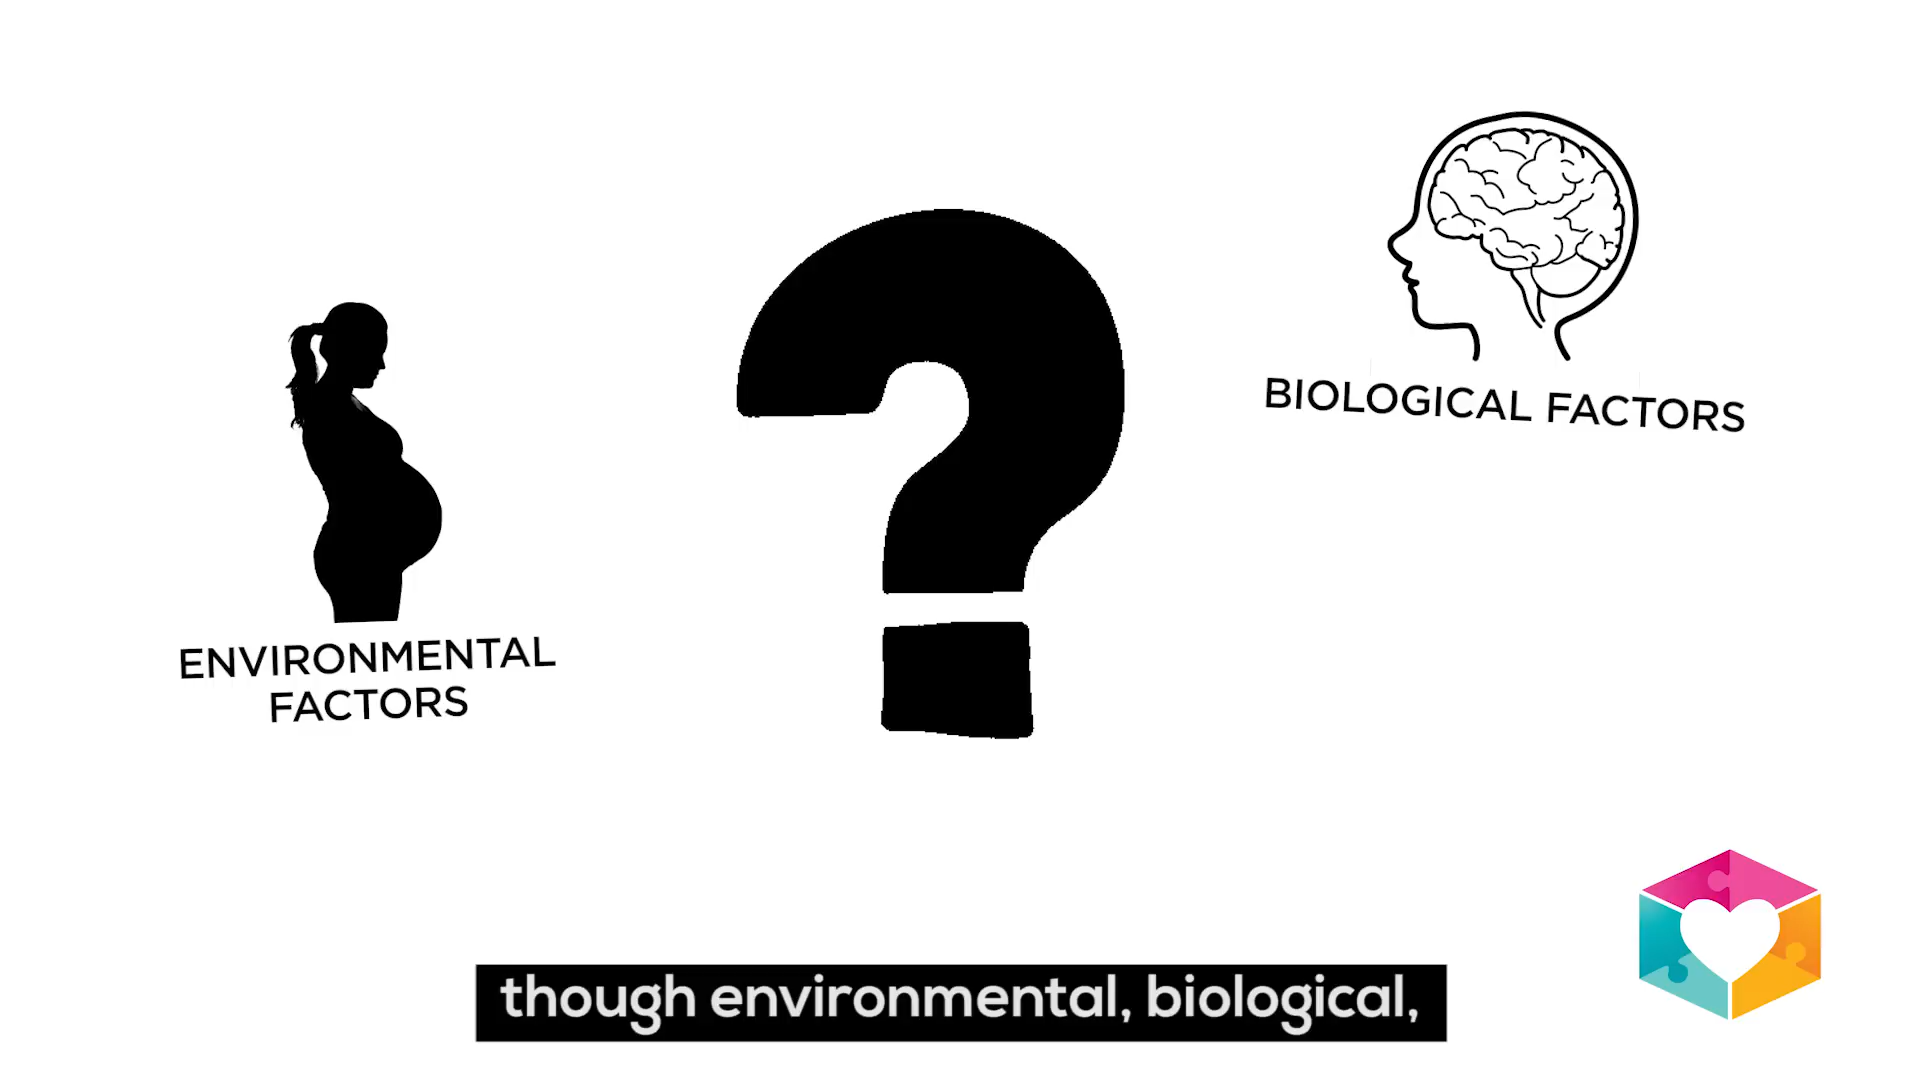 BIOLOGICAL FACTORS
ENVIRONMENTAL
FACTORS
though environmental, biological,